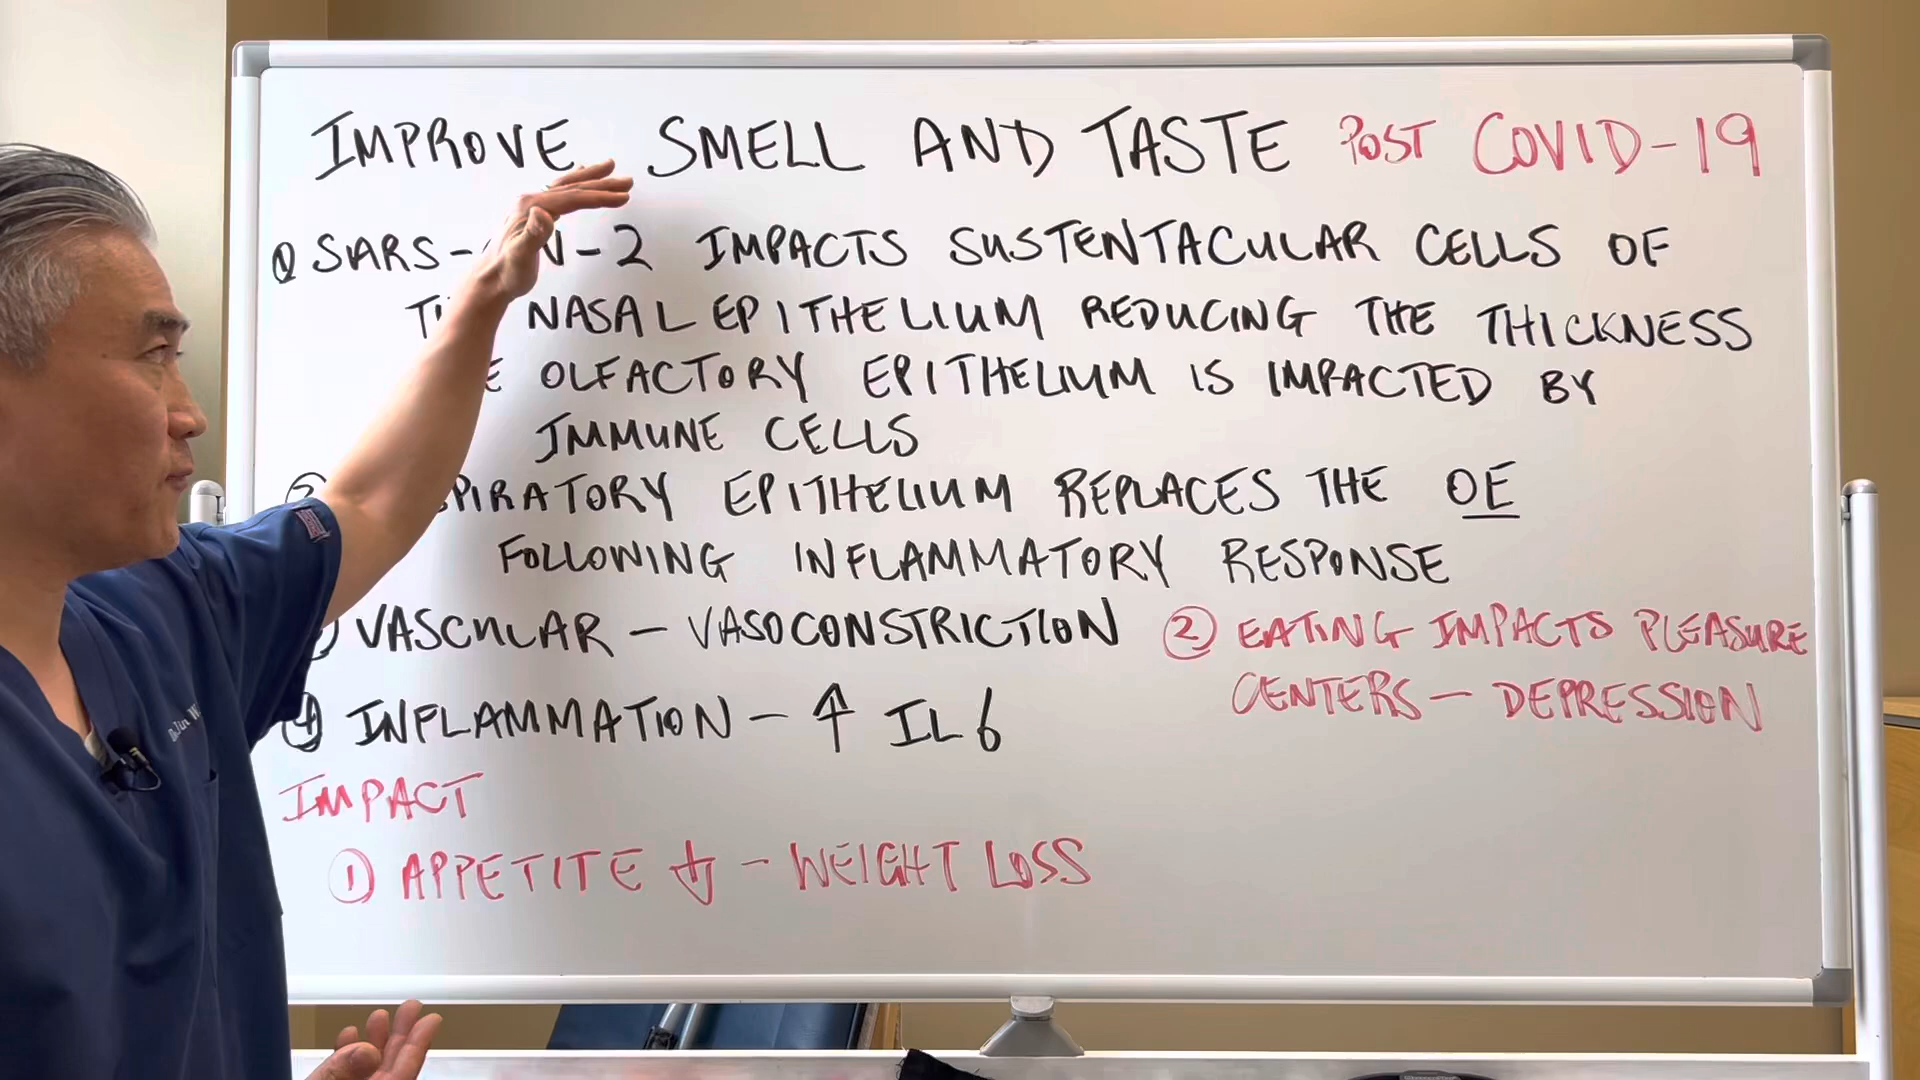 IMPROVE SMELL AND TASTE POST COVID-19
① SARS- -2 IMPACTS SUSTENTACULAR CELLS OF
NASAL EPITHELIUM REDUCING THE THICKNESS
OLFACTORY EPITHELIUM IS IMPACTED BY
IMMUNE CELLS
EPITHELIUM REPLACES THE OE
FOLLOWING INFLAMMATORY RESPONSE
VASCULAR – VASOCONSTRICTION
④ INFLAMMATION – ↑ IL 6
② EATING IMPACTS PLEASURE
CENTERS – DEPRESSION
IMPACT
① APPETITE ↓ – WEIGHT LOSS